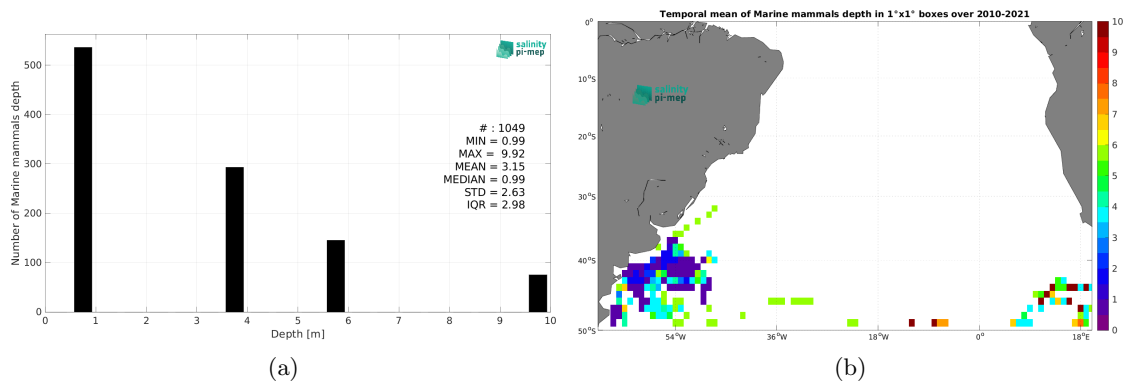 salinity
pi-mep
# : 1049
MIN = 0.99
MAX = 9.92
MEAN = 3.15
MEDIAN = 0.99
STD = 2.63
IQR = 2.98
Number of Marine mammals depth
500
400
300
200
100
0
0 1 2 3 4 5 6 7 8 9 10
Depth [m]
(a)
Temporal mean of Marine mammals depth in 1°x1° boxes over 2010-2021
salinity
pi-mep
0°
10°S
20°S
30°S
40°S
50°S
54°W 36°W 18°W 0° 18°E
10
9
8
7
6
5
4
3
2
1
0
(b)